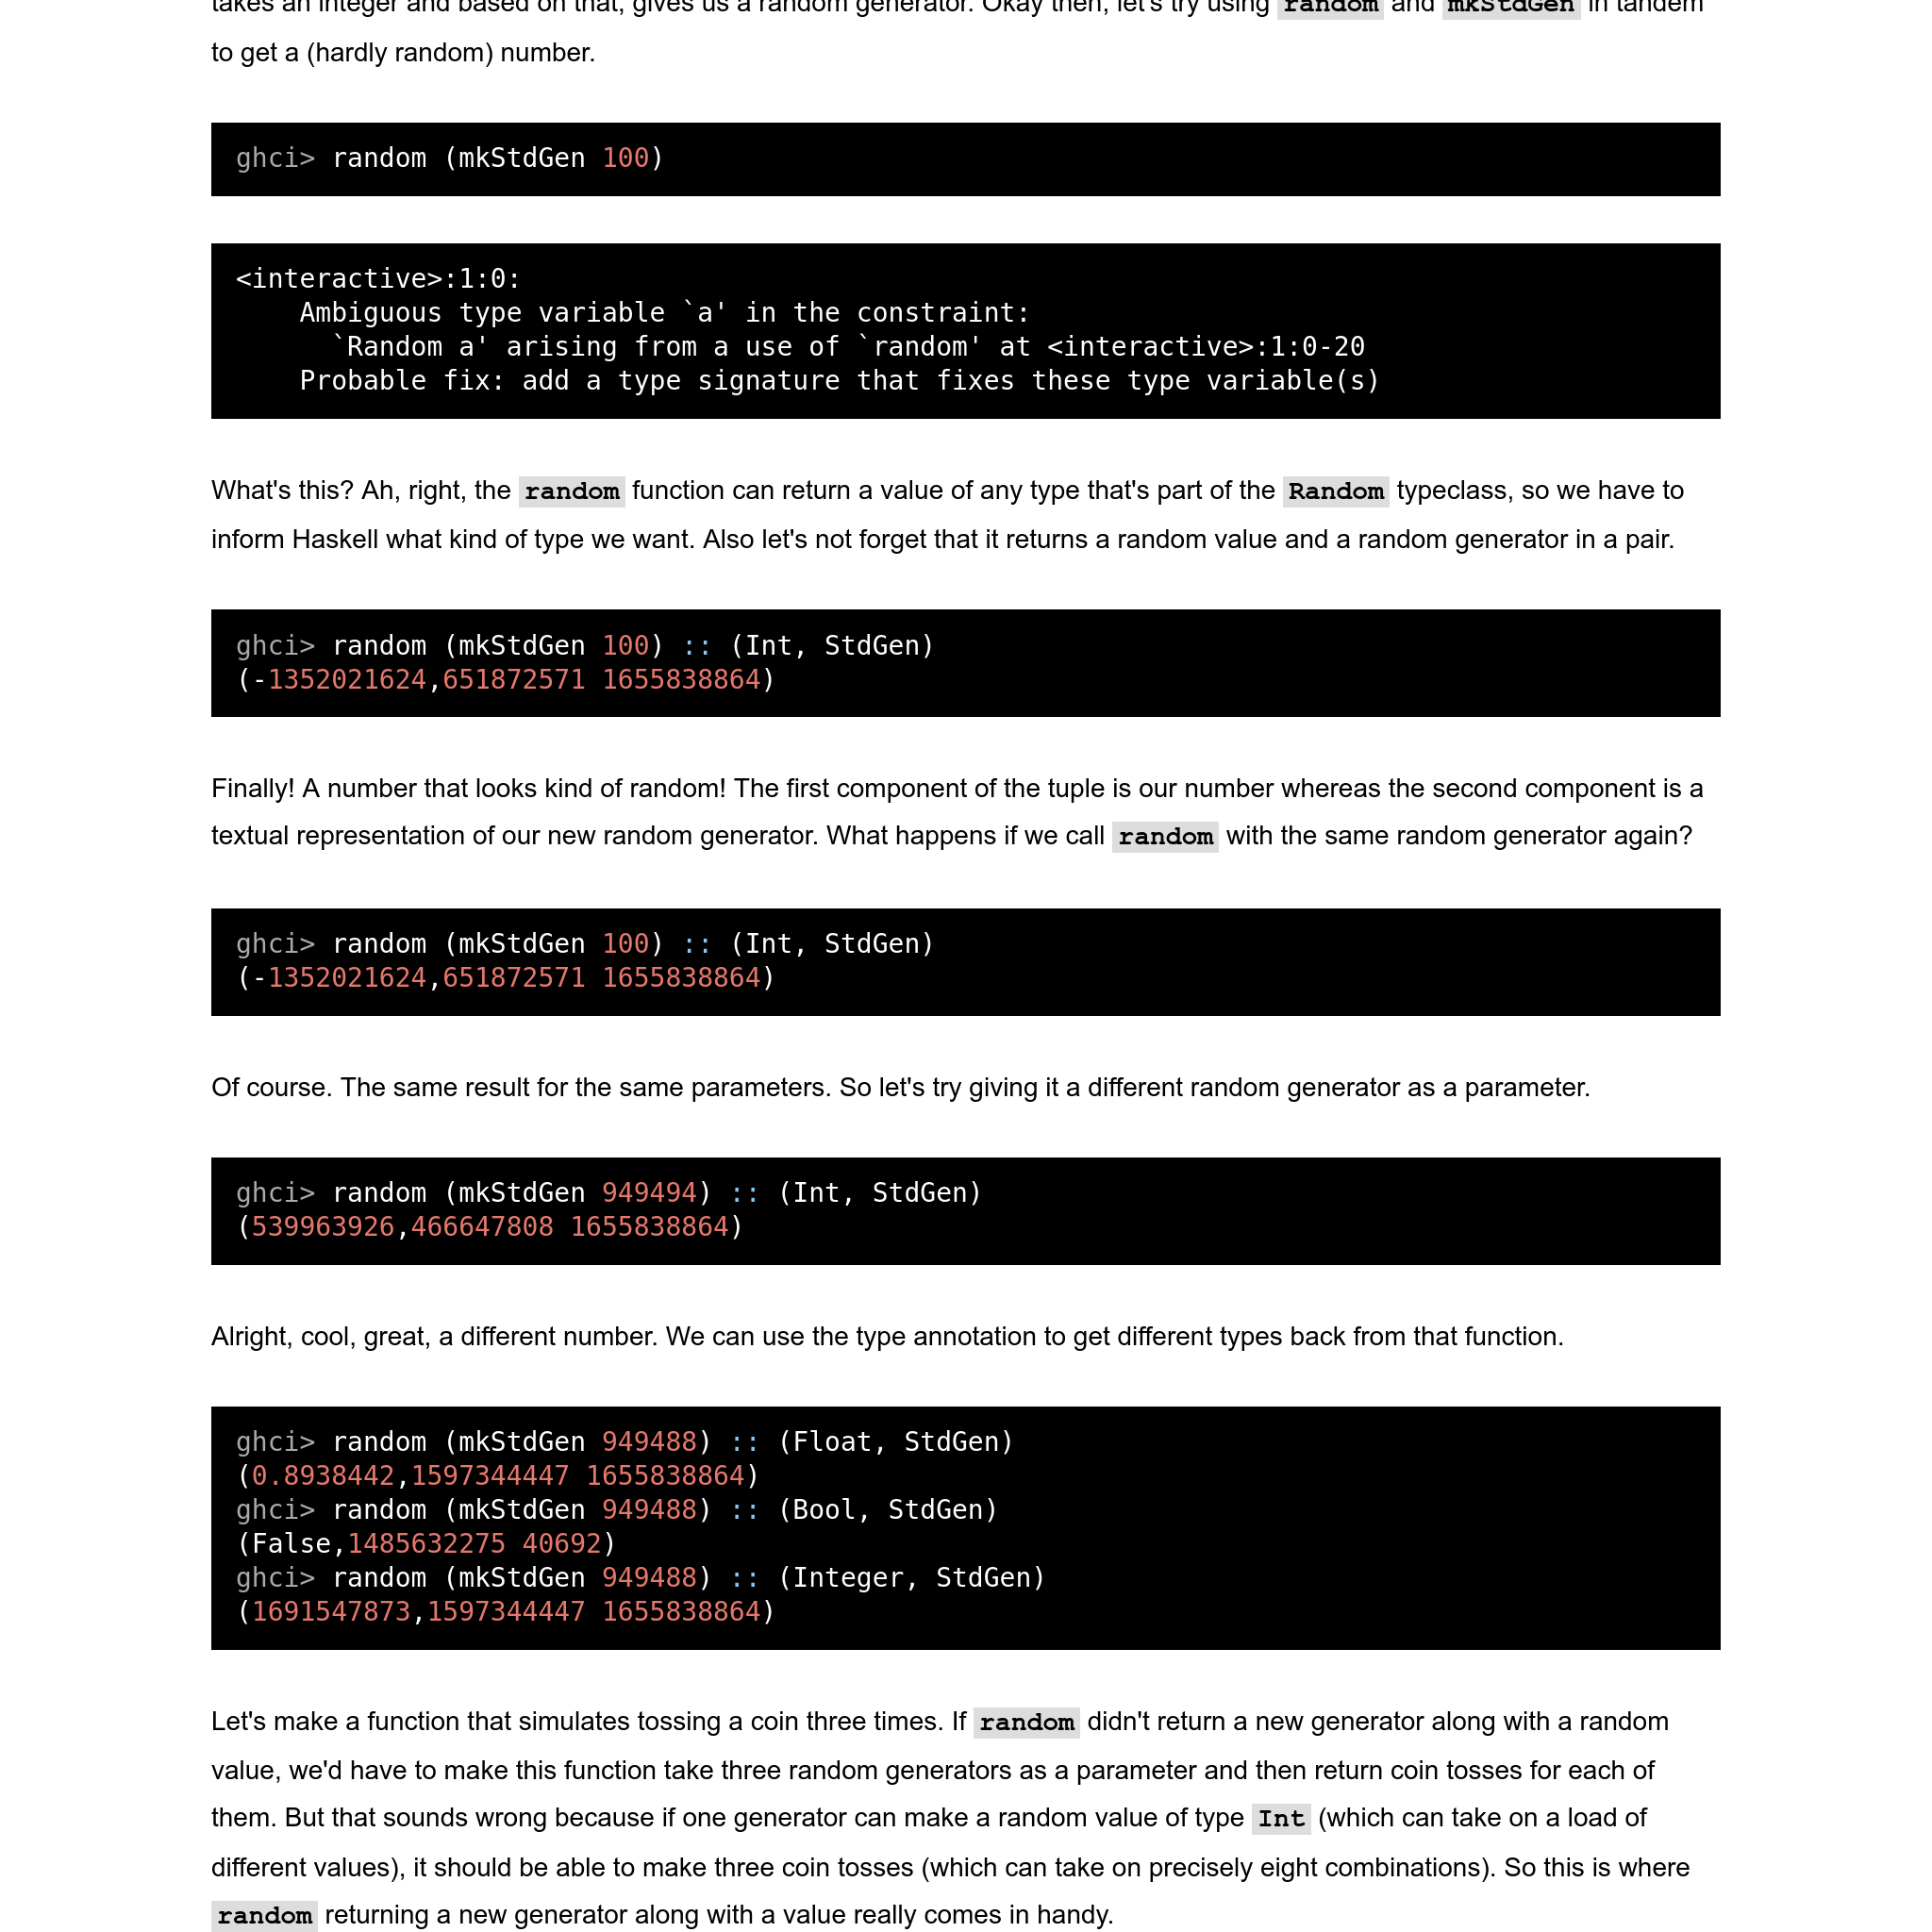 takes an integer and based on that, gives us a random generator. Okay then, let's try using random and mkStdGen in tandem
to get a (hardly random) number.
ghci> random (mkStdGen 100)
<interactive>:1:0:
    Ambiguous type variable `a' in the constraint:
      `Random a' arising from a use of `random' at <interactive>:1:0-20
    Probable fix: add a type signature that fixes these type variable(s)
What's this? Ah, right, the random function can return a value of any type that's part of the Random typeclass, so we have to
inform Haskell what kind of type we want. Also let's not forget that it returns a random value and a random generator in a pair.
ghci> random (mkStdGen 100) :: (Int, StdGen)
(-1352021624,651872571 1655838864)
Finally! A number that looks kind of random! The first component of the tuple is our number whereas the second component is a
textual representation of our new random generator. What happens if we call random with the same random generator again?
ghci> random (mkStdGen 100) :: (Int, StdGen)
(-1352021624,651872571 1655838864)
Of course. The same result for the same parameters. So let's try giving it a different random generator as a parameter.
ghci> random (mkStdGen 949494) :: (Int, StdGen)
(539963926,466647808 1655838864)
Alright, cool, great, a different number. We can use the type annotation to get different types back from that function.
ghci> random (mkStdGen 949488) :: (Float, StdGen)
(0.8938442,1597344447 1655838864)
ghci> random (mkStdGen 949488) :: (Bool, StdGen)
(False,1485632275 40692)
ghci> random (mkStdGen 949488) :: (Integer, StdGen)
(1691547873,1597344447 1655838864)
Let's make a function that simulates tossing a coin three times. If random didn't return a new generator along with a random
value, we'd have to make this function take three random generators as a parameter and then return coin tosses for each of
them. But that sounds wrong because if one generator can make a random value of type Int (which can take on a load of
different values), it should be able to make three coin tosses (which can take on precisely eight combinations). So this is where
random returning a new generator along with a value really comes in handy.